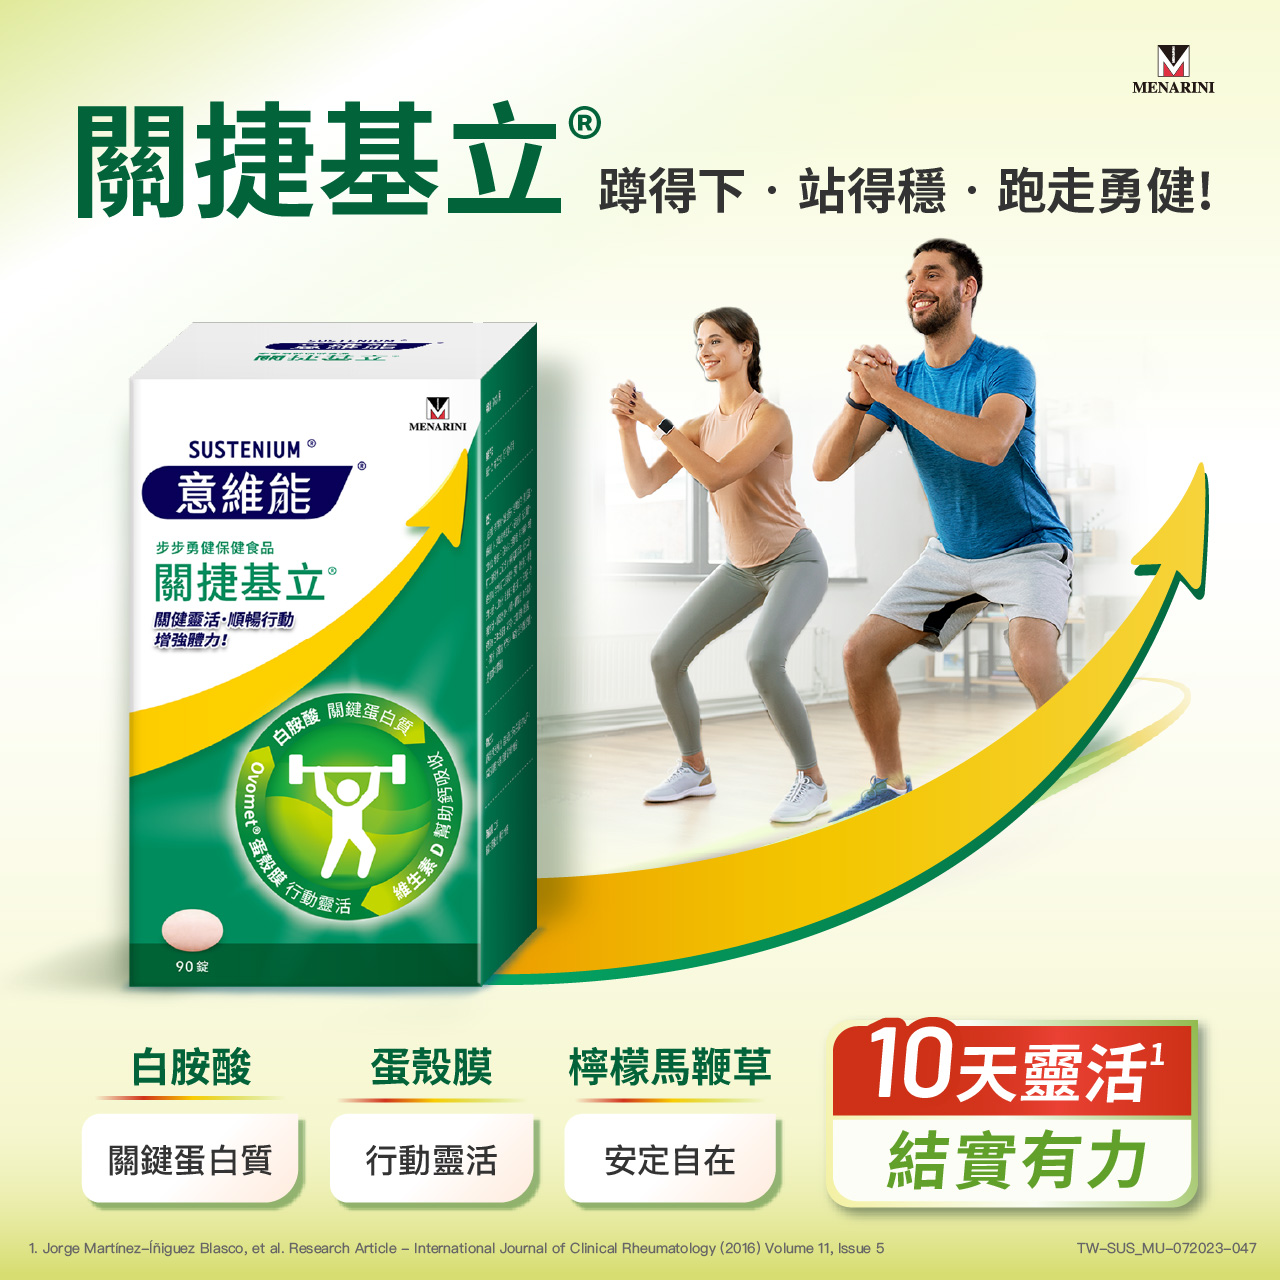 MENARINI
關捷基立®
蹲得下・站得穩・跑走勇健!
SUSTENIUM®
MENARINI
SUSTENIUM®
意維能®
步步勇健保健食品
關捷基立®
關健靈活・順暢行動
增強體力!
白胺酸 關鍵蛋白質
維生素 D 幫助鈣吸收
Ovomet® 蛋殼膜 行動靈活
90錠
白胺酸
關鍵蛋白質
蛋殼膜
行動靈活
檸檬馬鞭草
安定自在
10天靈活1
結實有力
1. Jorge Martínez-Íñiguez Blasco, et al. Research Article - International Journal of Clinical Rheumatology (2016) Volume 11, Issue 5
TW-SUS_MU-072023-047